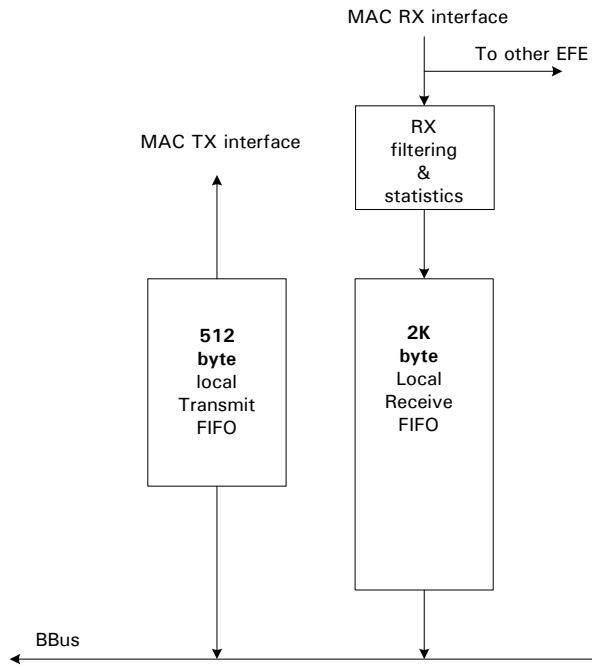 MAC RX interface
To other EFE
RX
filtering
&
statistics
MAC TX interface
512
byte
local
Transmit
FIFO
2K
byte
Local
Receive
FIFO
BBus